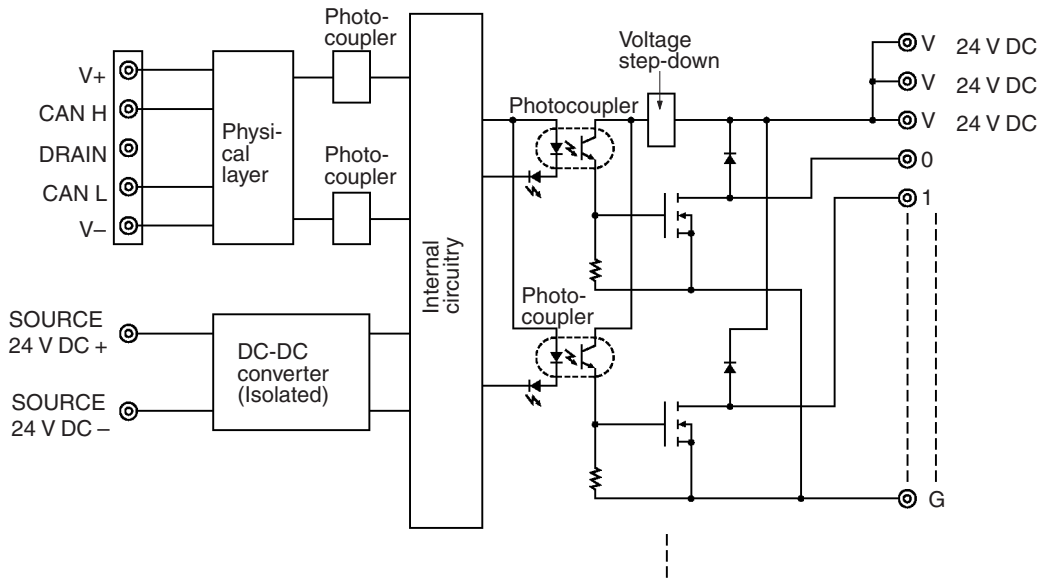 Photo-
coupler
V+
CAN H
DRAIN
CAN L
V–
Physi-
cal
layer
Photo-
coupler
SOURCE
24 V DC +
SOURCE
24 V DC –
DC-DC
converter
(Isolated)
Internal
circuitry
Photocoupler
Voltage
step-down
Photo-
coupler
V 24 V DC
V 24 V DC
V 24 V DC
0
1
G